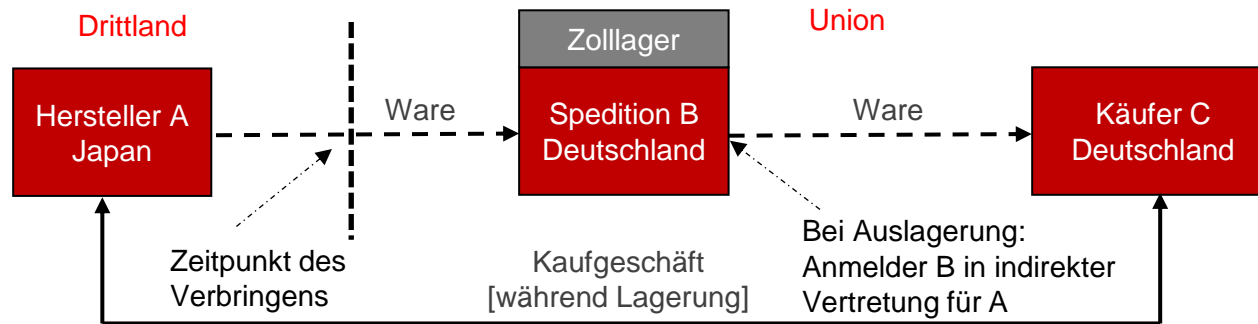 Drittland
Union
Zolllager
Hersteller A
Japan
Ware
Spedition B
Deutschland
Ware
Käufer C
Deutschland
Zeitpunkt des
Verbringens
Kaufgeschäft
[während Lagerung]
Bei Auslagerung:
Anmelder B in indirekter
Vertretung für A